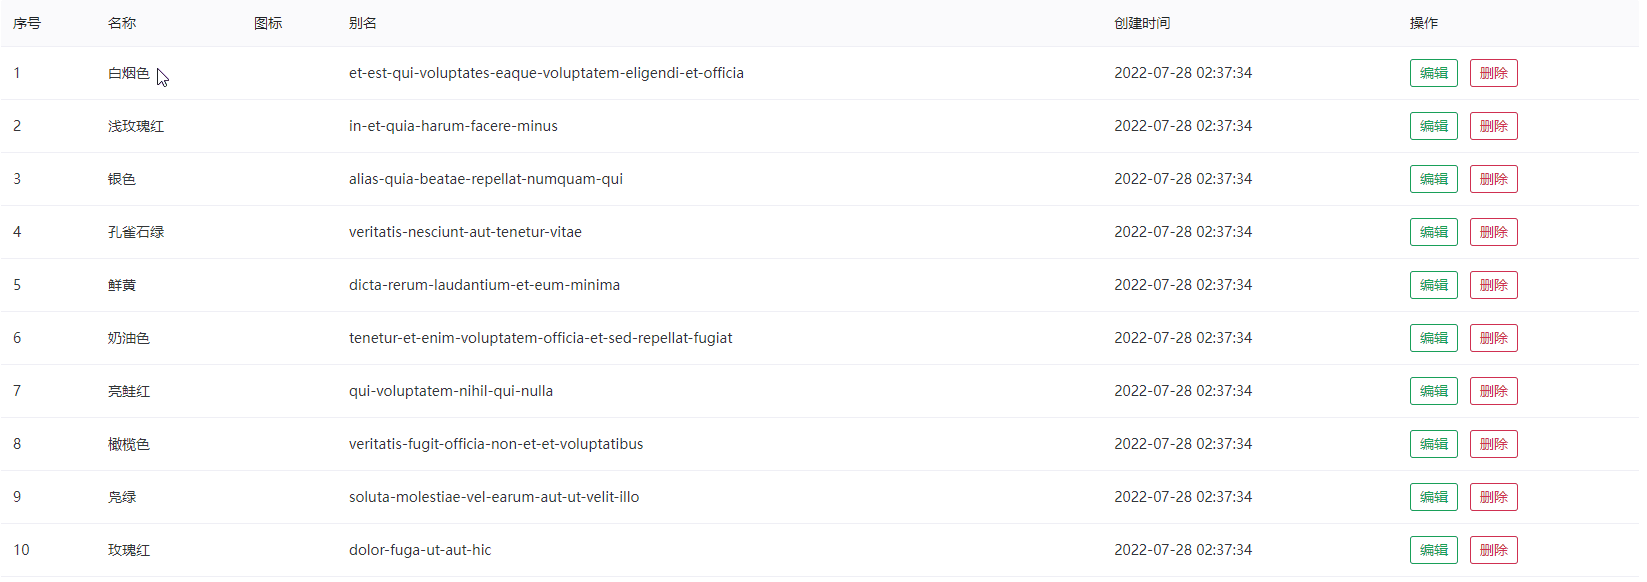 序号 名称 图标 别名 创建时间 操作
1 白烟色 et-est-qui-voluptates-eaque-voluptatem-eligendi-et-officia 2022-07-28 02:37:34 编辑 删除
2 浅玫瑰红 in-et-quia-harum-facere-minus 2022-07-28 02:37:34 编辑 删除
3 银色 alias-quia-beatae-repellat-numquam-qui 2022-07-28 02:37:34 编辑 删除
4 孔雀石绿 veritatis-nesciunt-aut-tenetur-vitae 2022-07-28 02:37:34 编辑 删除
5 鲜黄 dicta-rerum-laudantium-et-eum-minima 2022-07-28 02:37:34 编辑 删除
6 奶油色 tenetur-et-enim-voluptatem-officia-et-sed-repellat-fugiat 2022-07-28 02:37:34 编辑 删除
7 亮鲑红 qui-voluptatem-nihil-qui-nulla 2022-07-28 02:37:34 编辑 删除
8 橄榄色 veritatis-fugit-officia-non-et-et-voluptatibus 2022-07-28 02:37:34 编辑 删除
9 凫绿 soluta-molestiae-vel-earum-aut-ut-velit-illo 2022-07-28 02:37:34 编辑 删除
10 玫瑰红 dolor-fuga-ut-aut-hic 2022-07-28 02:37:34 编辑 删除